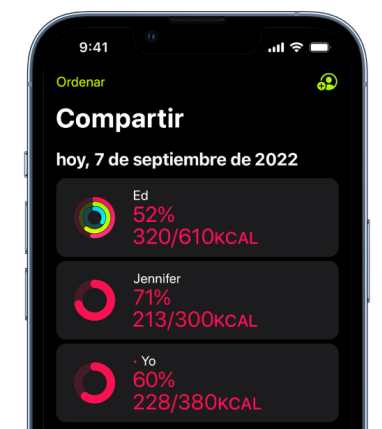 9:41
Ordenar
Compartir
hoy, 7 de septiembre de 2022
Ed
52%
320/610KCAL
Jennifer
71%
213/300KCAL
· Yo
60%
228/380KCAL